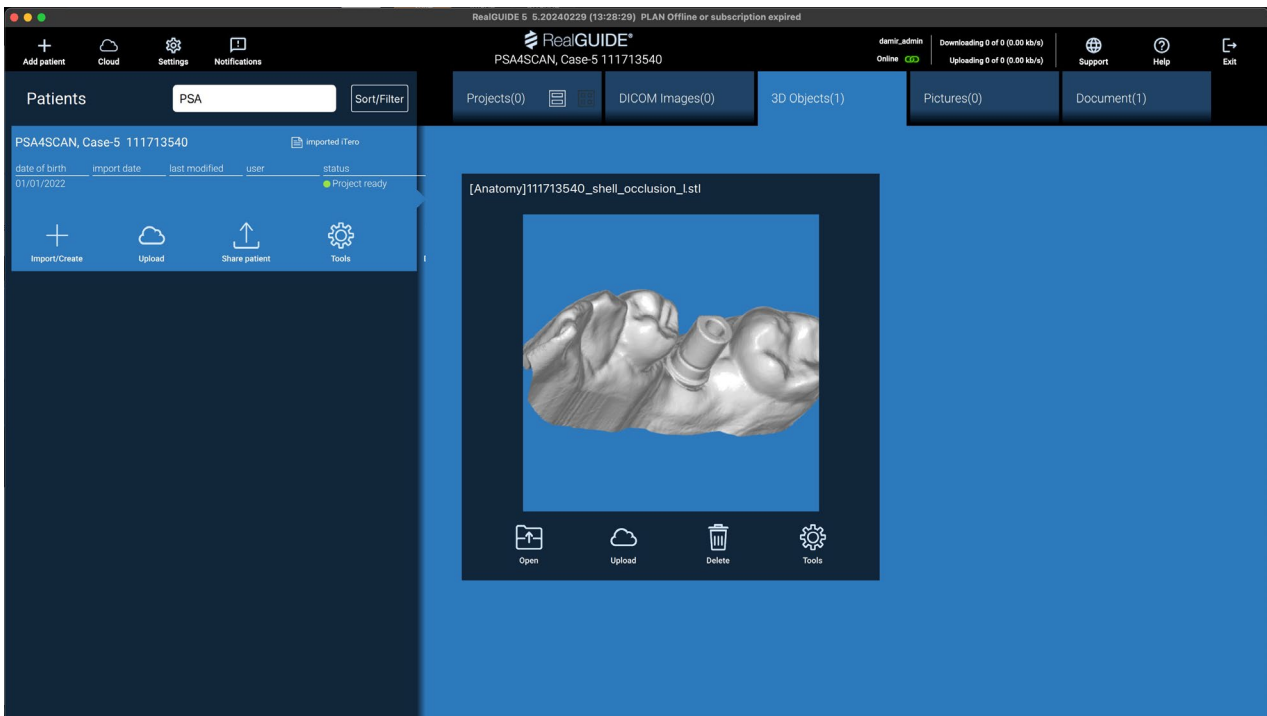 RealGUIDE 5 5.20240229 (13:28:29) PLAN Offline or subscription expired
Add patient Cloud Settings Notifications
RealGUIDE®
PSA4SCAN, Case-5 111713540
damir_admin
Online
Downloading 0 of 0 (0.00 kb/s)
Uploading 0 of 0 (0.00 kb/s)
Support Help Exit
Patients PSA Sort/Filter
Projects(0) DICOM Images(0) 3D Objects(1) Pictures(0) Document(1)
PSA4SCAN, Case-5 111713540 imported iTero
date of birth import date last modified user status
01/01/2022 Project ready
Import/Create Upload Share patient Tools
[Anatomy]111713540_shell_occlusion_l.stl
Open Upload Delete Tools